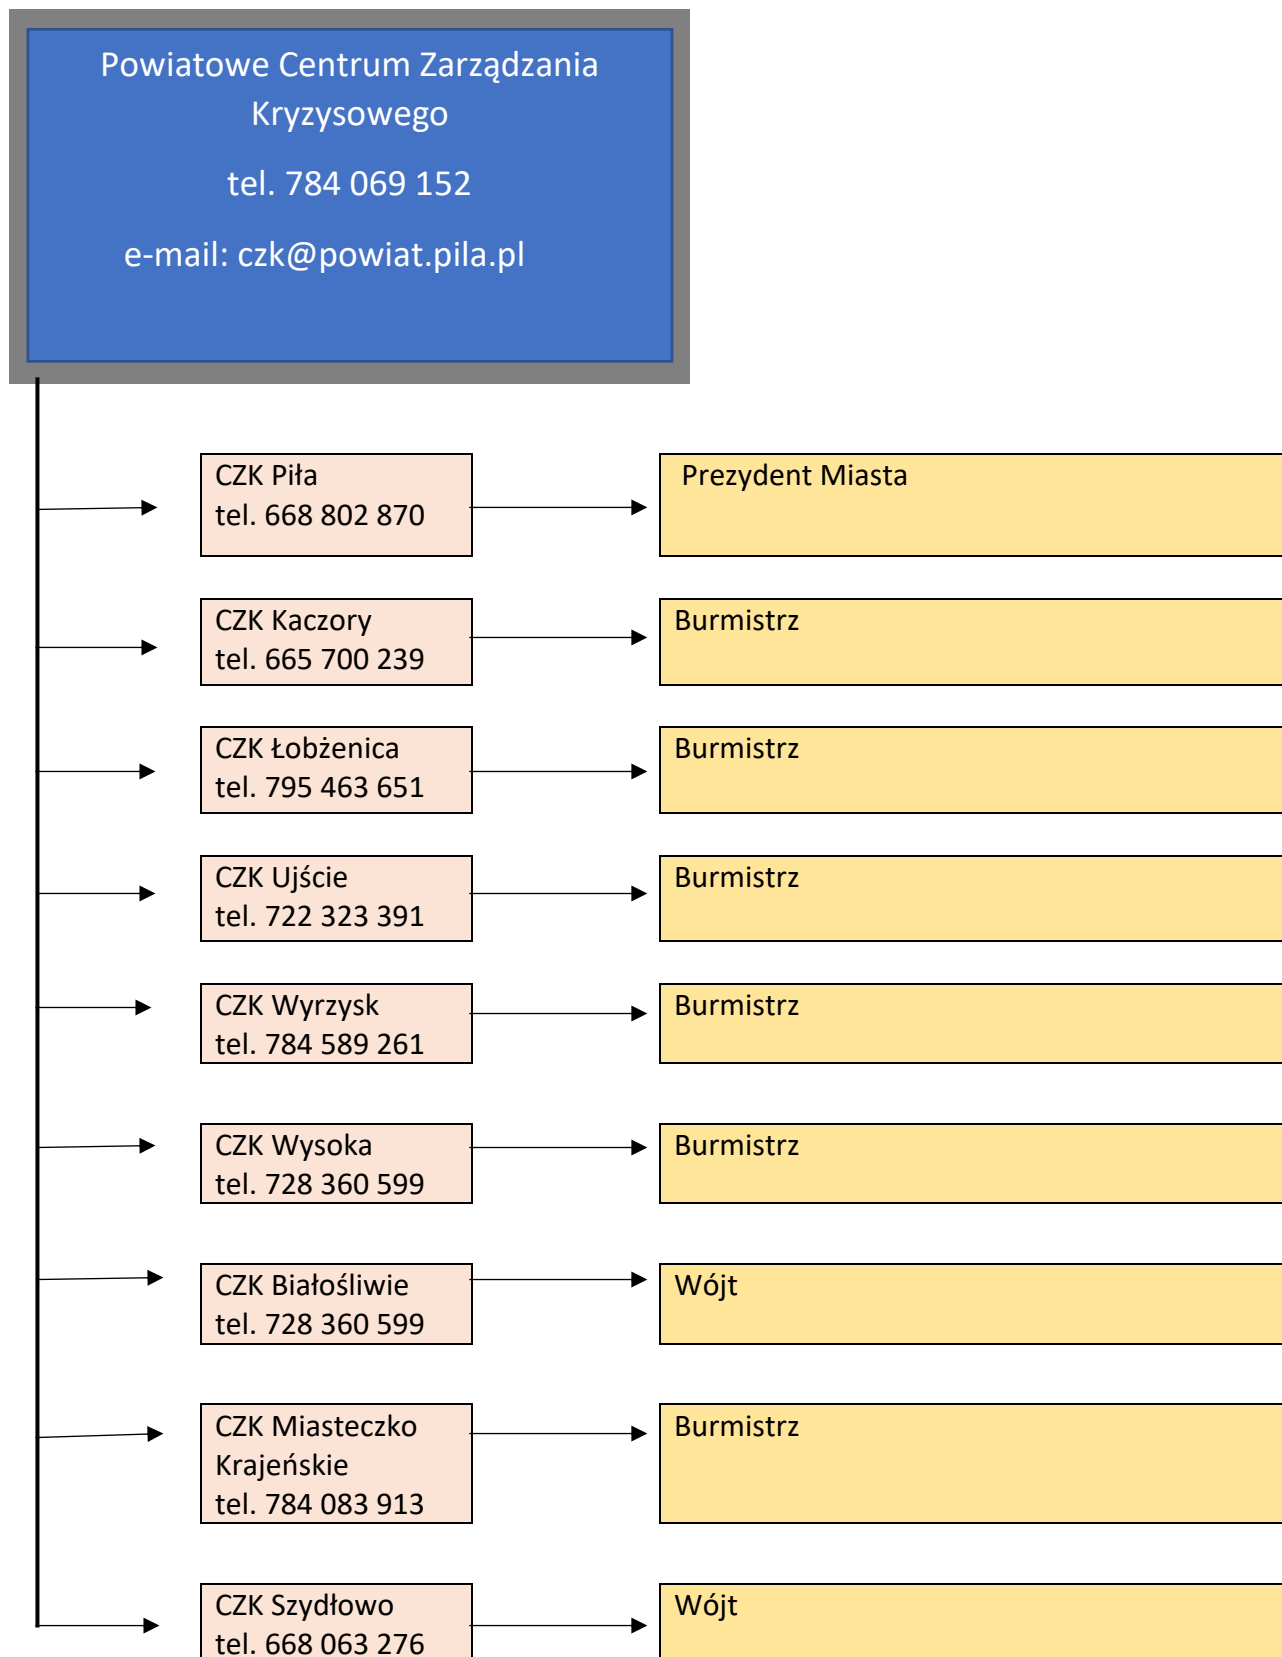 Powiatowe Centrum Zarządzania
Kryzysowego
tel. 784 069 152
e-mail: czk@powiat.pila.pl
CZK Piła
tel. 668 802 870
Prezydent Miasta
CZK Kaczory
tel. 665 700 239
Burmistrz
CZK Łobżenica
tel. 795 463 651
Burmistrz
CZK Ujście
tel. 722 323 391
Burmistrz
CZK Wyrzysk
tel. 784 589 261
Burmistrz
CZK Wysoka
tel. 728 360 599
Burmistrz
CZK Białośliwie
tel. 728 360 599
Wójt
CZK Miasteczko
Krajeńskie
tel. 784 083 913
Burmistrz
CZK Szydłowo
tel. 668 063 276
Wójt